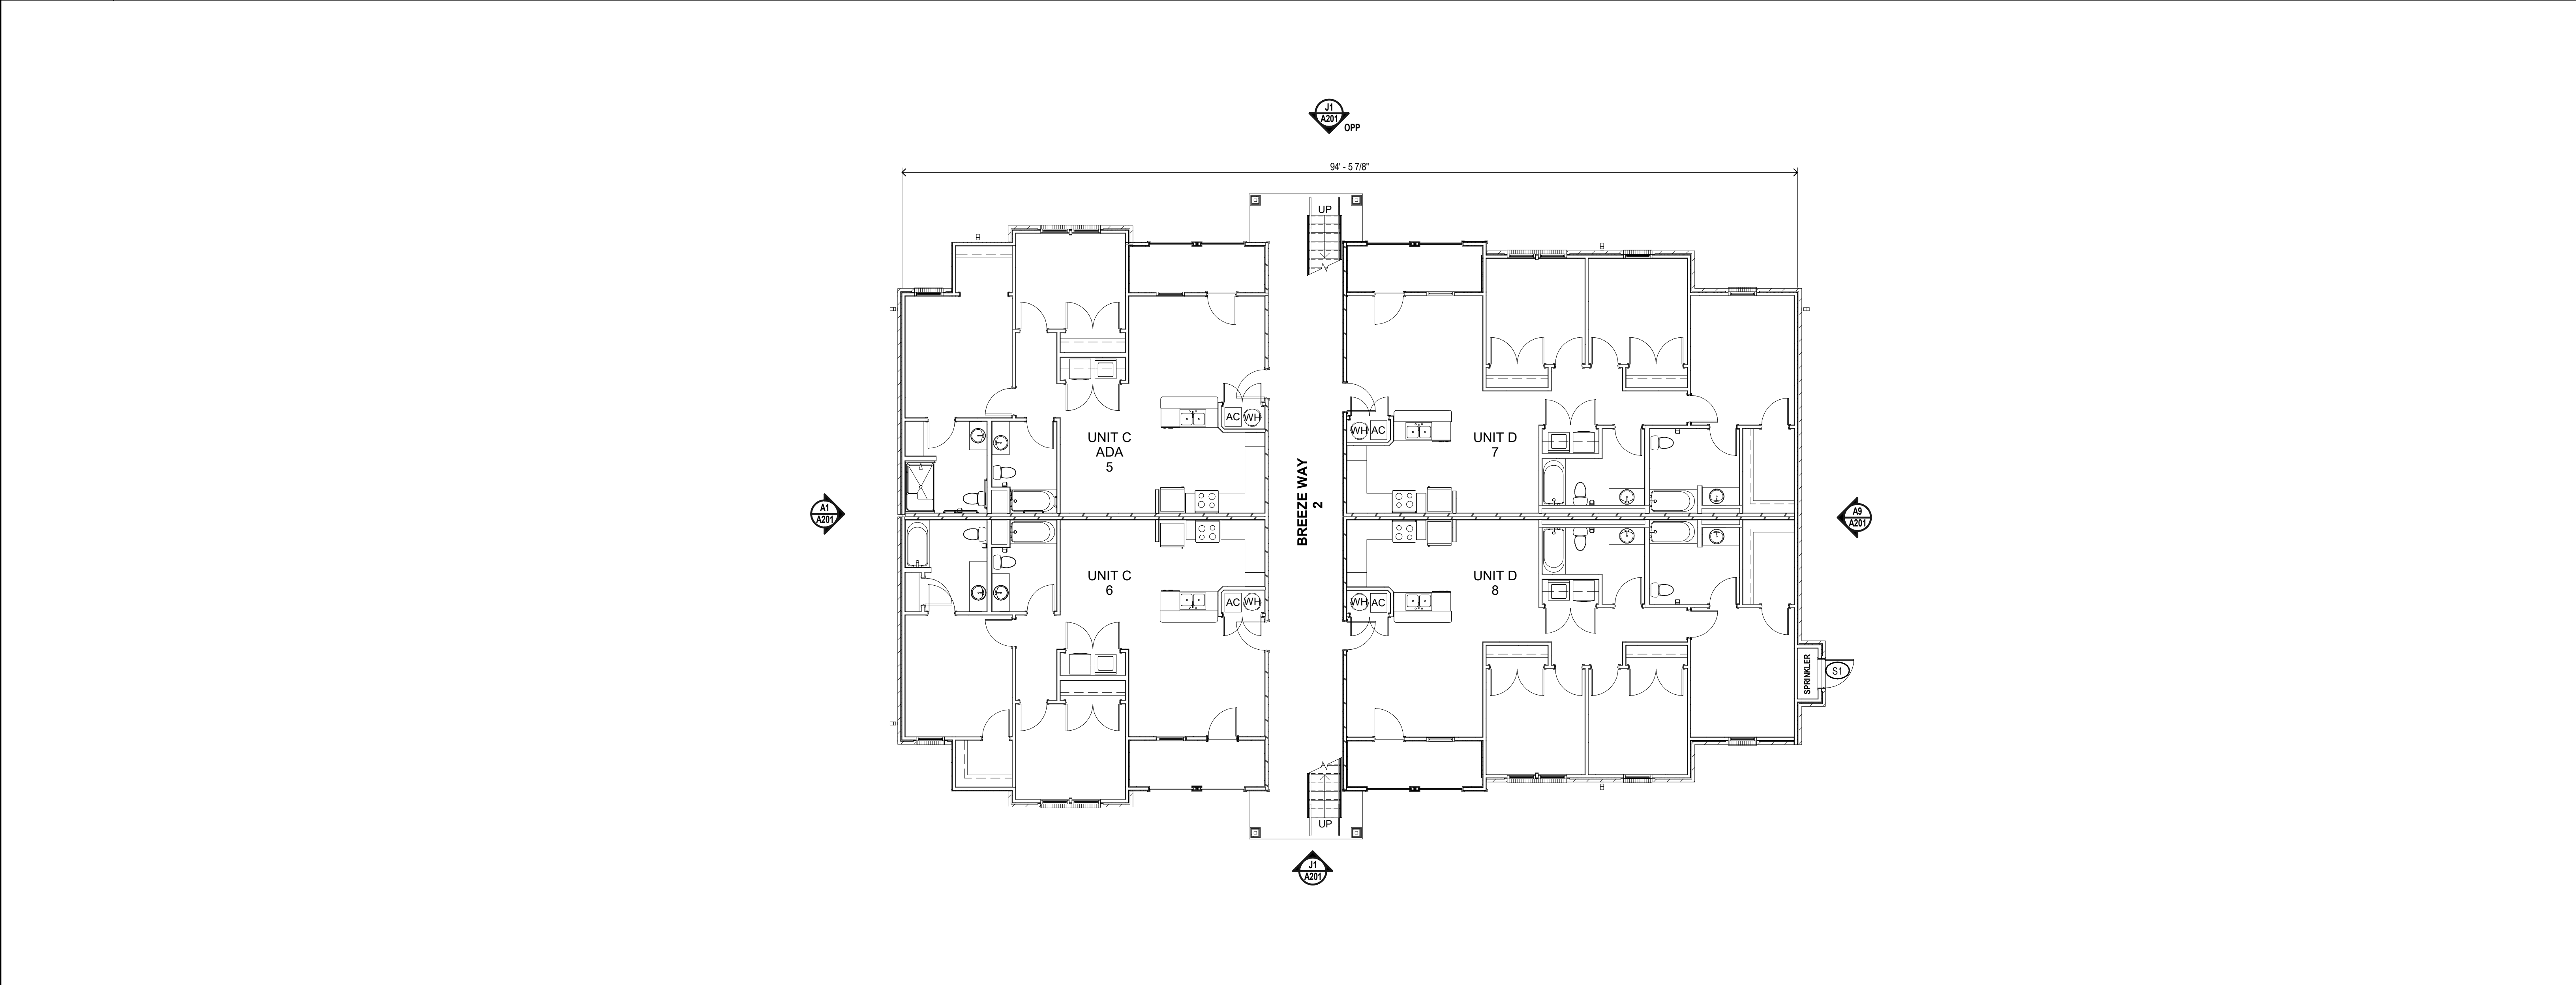 J1
A201
OPP
94' - 5 7/8"
UP
AC
WH
WH
AC
UNIT C
ADA
5
UNIT D
7
BREEZE WAY
2
A1
A201
A9
A201
UNIT C
6
UNIT D
8
AC
WH
WH
AC
SPRINKLER
S1
UP
J1
A201